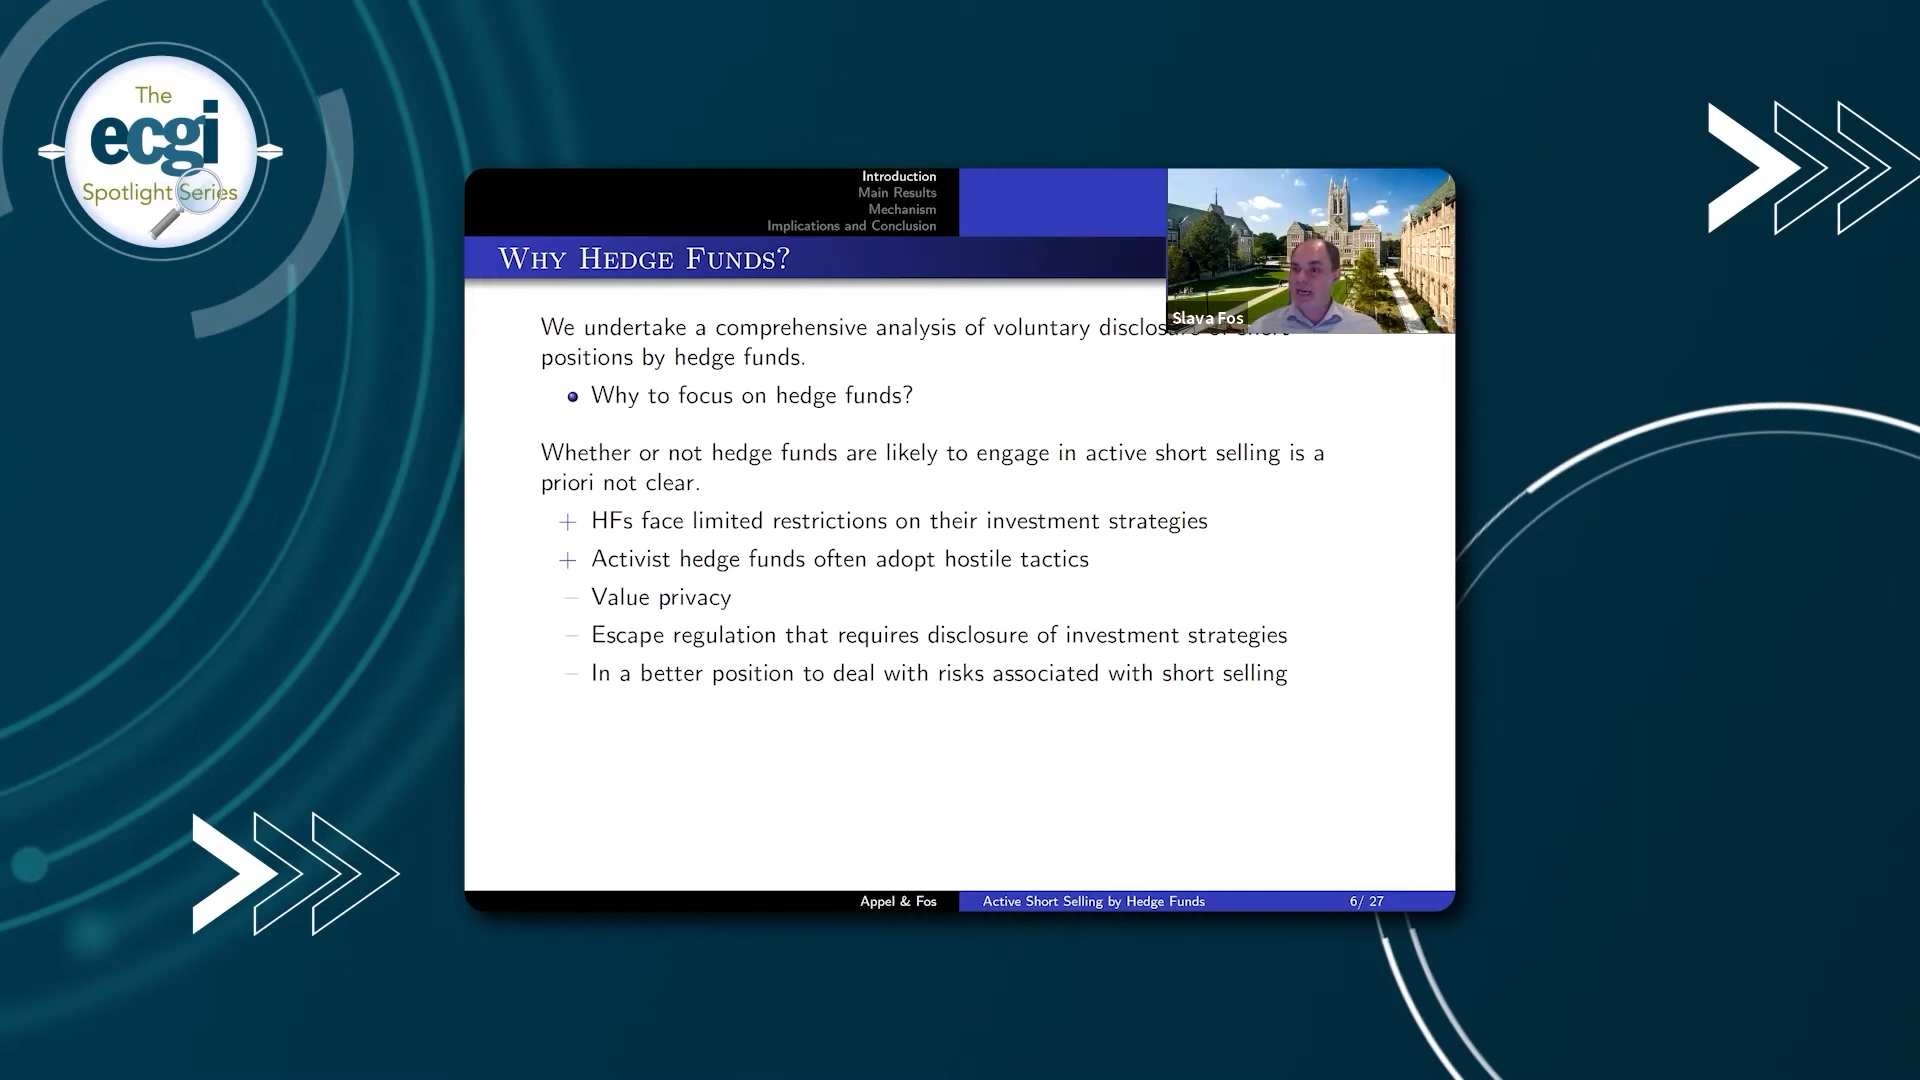 The
ecgi
Spotlight Series
Introduction
Main Results
Mechanism
Implications and Conclusion
Why Hedge Funds?
Slava Fos
We undertake a comprehensive analysis of voluntary disclosure of short
positions by hedge funds.
Why to focus on hedge funds?
Whether or not hedge funds are likely to engage in active short selling is a
priori not clear.
+ HFs face limited restrictions on their investment strategies
+ Activist hedge funds often adopt hostile tactics
– Value privacy
– Escape regulation that requires disclosure of investment strategies
– In a better position to deal with risks associated with short selling
Appel & Fos
Active Short Selling by Hedge Funds
6/ 27